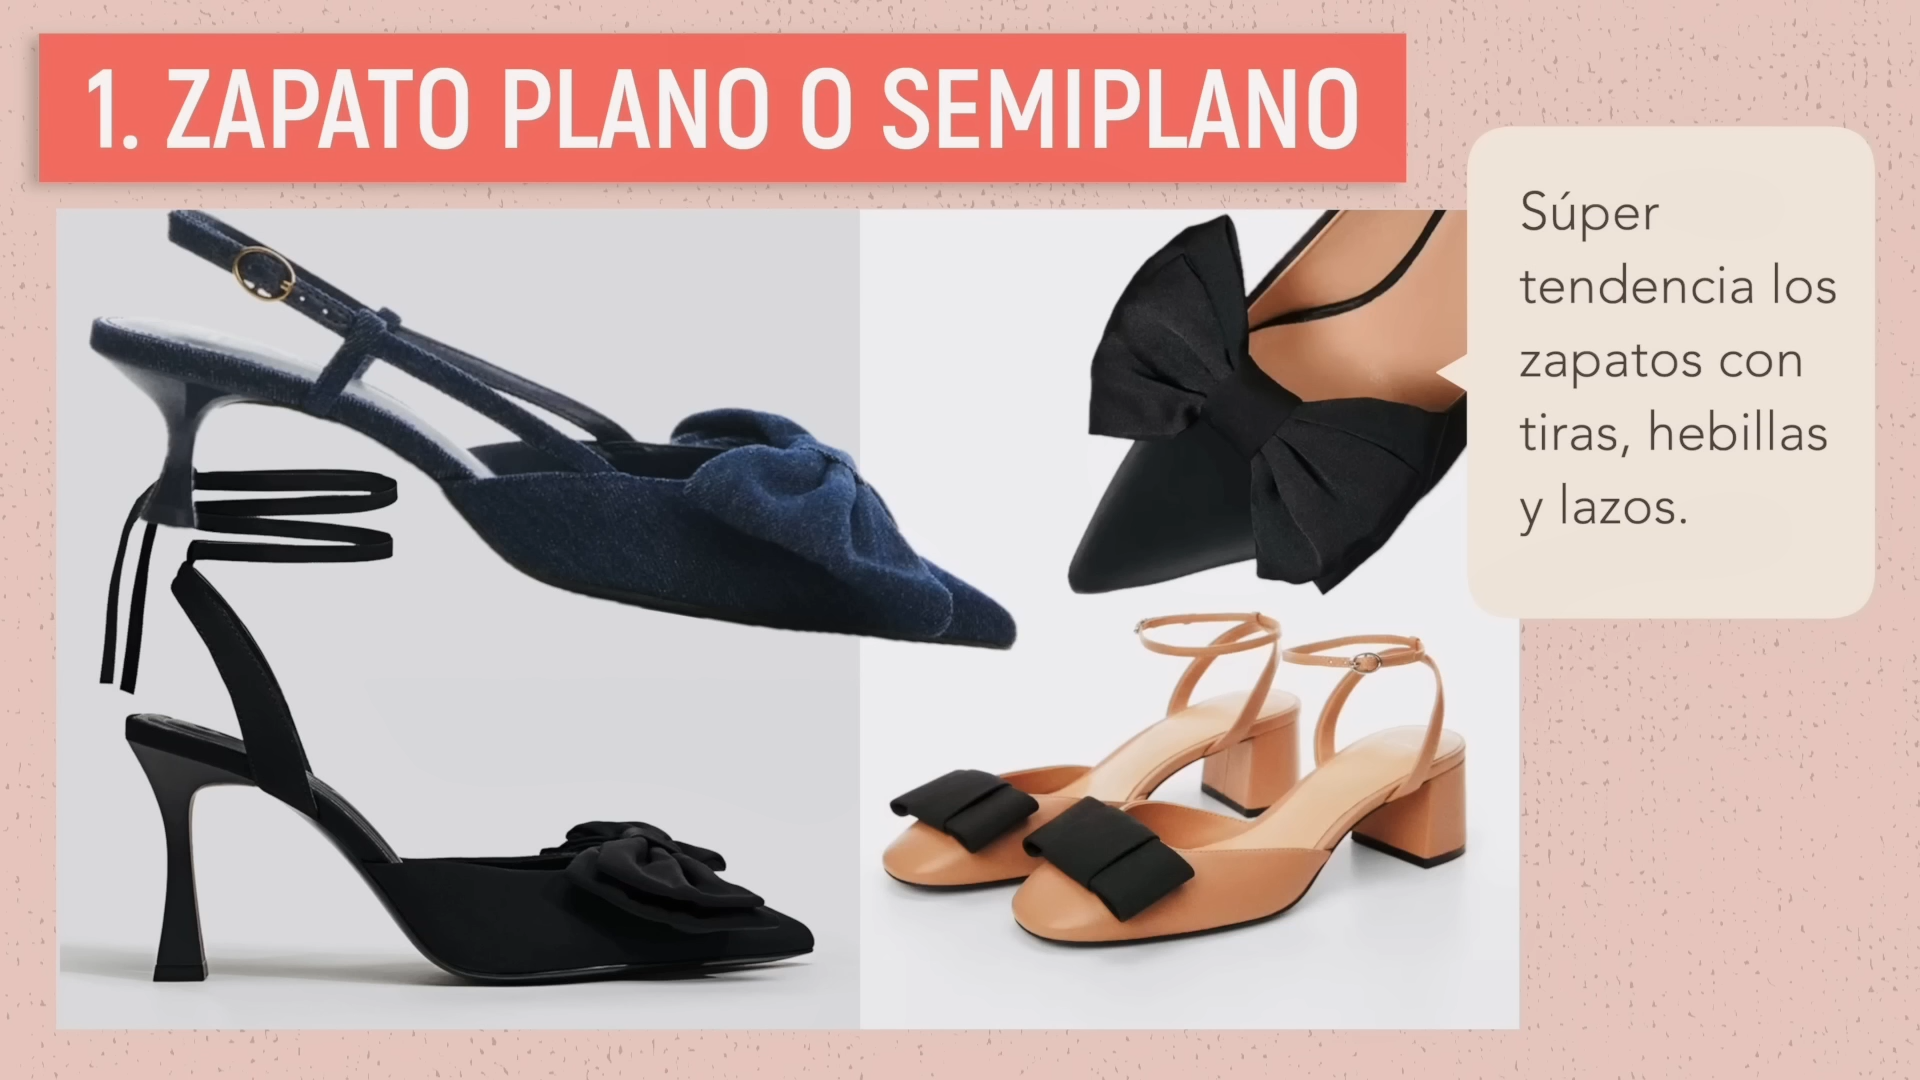 1. ZAPATO PLANO O SEMIPLANO
Súper
tendencia los
zapatos con
tiras, hebillas
y lazos.